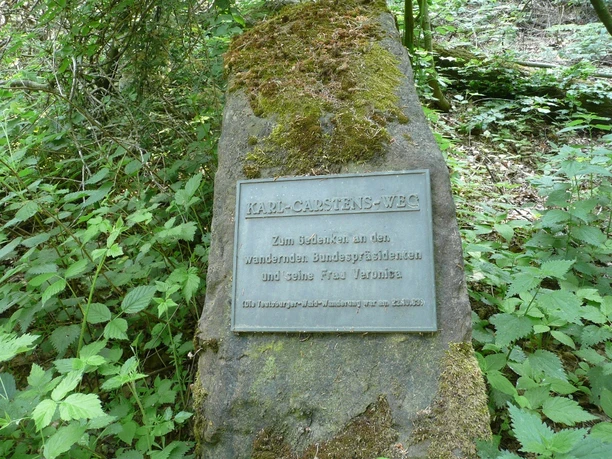 KARL-CARSTENS-WEG
Zum Gedenken an den
wandernden Bundespräsidenten
und seine Frau Veronica
(Die Teutoburger-Wald-Wanderung war am